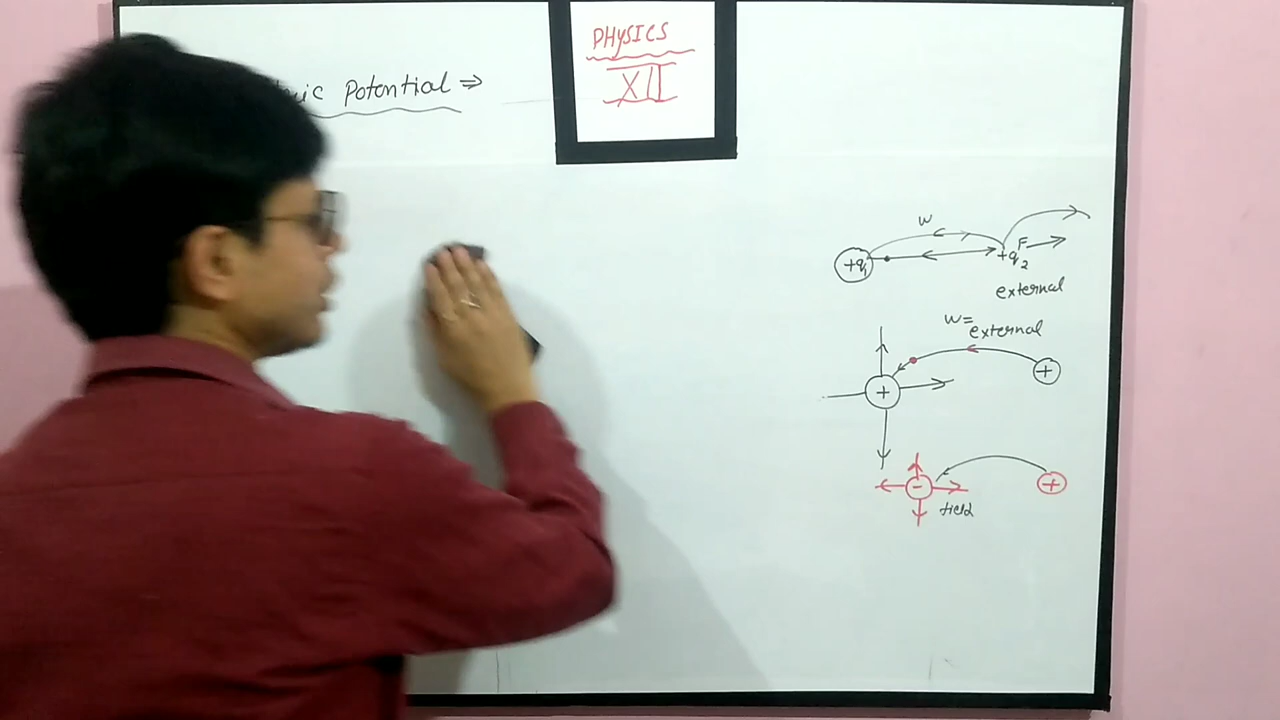 Potential ⇒
PHYSICS
XII
w
+q₁
+q₂
F
external
w=
external
+
+
-
+
field